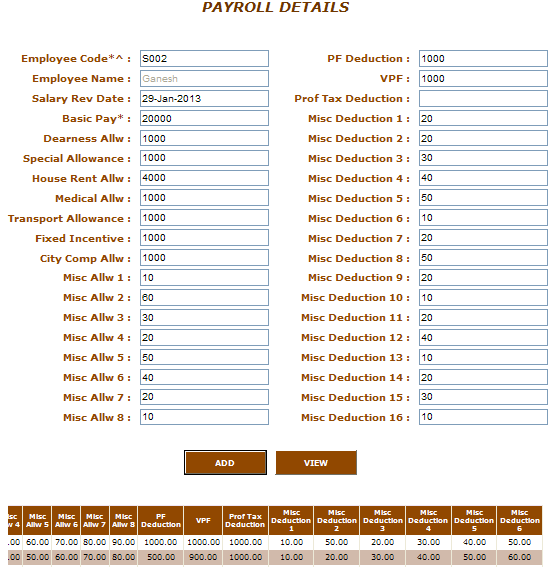 PAYROLL DETAILS
Employee Code*^ : S002 PF Deduction : 1000
Employee Name : Ganesh VPF : 1000
Salary Rev Date : 29-Jan-2013 Prof Tax Deduction :
Basic Pay* : 20000 Misc Deduction 1 : 20
Dearness Allw : 1000 Misc Deduction 2 : 20
Special Allowance : 1000 Misc Deduction 3 : 30
House Rent Allw : 4000 Misc Deduction 4 : 40
Medical Allw : 1000 Misc Deduction 5 : 50
Transport Allowance : 1000 Misc Deduction 6 : 10
Fixed Incentive : 1000 Misc Deduction 7 : 20
City Comp Allw : 1000 Misc Deduction 8 : 50
Misc Allw 1 : 10 Misc Deduction 9 : 20
Misc Allw 2 : 60 Misc Deduction 10 : 10
Misc Allw 3 : 30 Misc Deduction 11 : 20
Misc Allw 4 : 20 Misc Deduction 12 : 40
Misc Allw 5 : 50 Misc Deduction 13 : 10
Misc Allw 6 : 40 Misc Deduction 14 : 20
Misc Allw 7 : 20 Misc Deduction 15 : 30
Misc Allw 8 : 10 Misc Deduction 16 : 10
ADD VIEW
isc Misc Misc Misc Misc PF VPF Prof Tax Misc Misc Misc Misc Misc Misc
w 4 Allw 5 Allw 6 Allw 7 Allw 8 Deduction Deduction Deduction Deduction Deduction Deduction Deduction Deduction
1 2 3 4 5 6
.00 60.00 70.00 80.00 90.00 1000.00 1000.00 1000.00 10.00 50.00 20.00 30.00 40.00 50.00
.00 50.00 60.00 70.00 80.00 500.00 900.00 1000.00 10.00 20.00 30.00 40.00 50.00 60.00